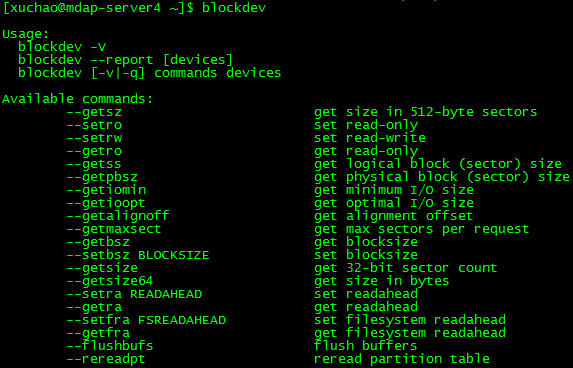 [xuchao@mdap-server4 ~]$ blockdev
Usage:
  blockdev -V
  blockdev --report [devices]
  blockdev [-v|-q] commands devices
Available commands:
        --getsz                        get size in 512-byte sectors
        --setro                        set read-only
        --setrw                        set read-write
        --getro                        get read-only
        --getss                        get logical block (sector) size
        --getpbsz                      get physical block (sector) size
        --getiomin                     get minimum I/O size
        --getioopt                     get optimal I/O size
        --getalignoff                  get alignment offset
        --getmaxsect                   get max sectors per request
        --getbsz                       get blocksize
        --setbsz BLOCKSIZE             set blocksize
        --getsize                      get 32-bit sector count
        --getsize64                    get size in bytes
        --setra READAHEAD              set readahead
        --getra                        get readahead
        --setfra FSREADAHEAD           set filesystem readahead
        --getfra                       get filesystem readahead
        --flushbufs                    flush buffers
        --rereadpt                     reread partition table